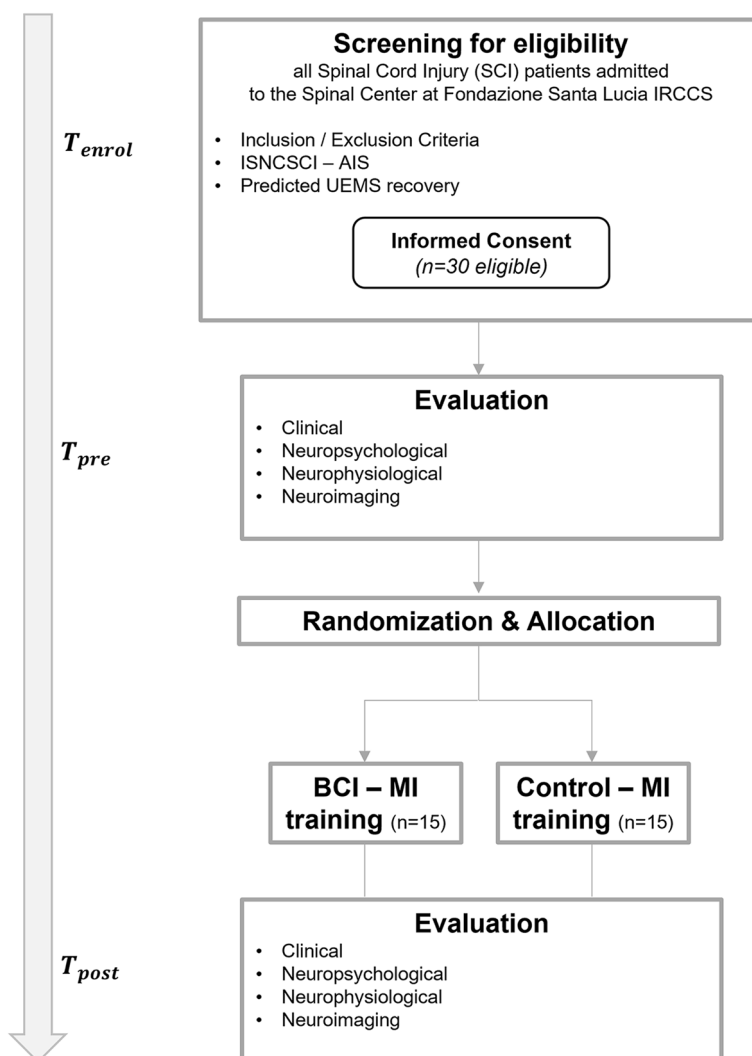 Screening for eligibility
all Spinal Cord Injury (SCI) patients admitted
to the Spinal Center at Fondazione Santa Lucia IRCCS
T_enrol
• Inclusion / Exclusion Criteria
• ISNCSCI – AIS
• Predicted UEMS recovery
Informed Consent
(n=30 eligible)
Evaluation
T_pre
• Clinical
• Neuropsychological
• Neurophysiological
• Neuroimaging
Randomization & Allocation
BCI – MI
training (n=15)
Control – MI
training (n=15)
Evaluation
T_post
• Clinical
• Neuropsychological
• Neurophysiological
• Neuroimaging